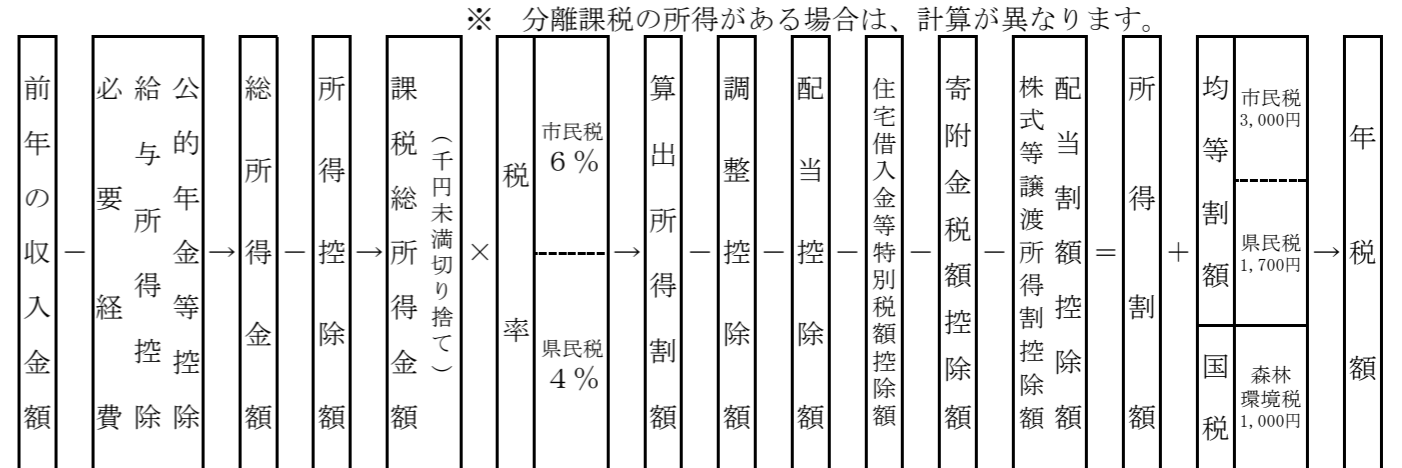 ※　分離課税の所得がある場合は、計算が異なります。
前年の収入金額
－
公的年金等控除
給与所得控除
必要経費
→
総所得金額
－
所得控除額
→
課税総所得金額
（千円未満切り捨て）
×
税率
市民税
６％
県民税
４％
→
算出所得割額
－
調整控除額
－
配当控除額
－
住宅借入金等特別税額控除額
－
寄附金税額控除額
－
配当割額控除額
株式等譲渡所得割控除額
＝
所得割額
＋
均等割額
市民税
3,000円
県民税
1,700円
国税
森林
環境税
1,000円
→
年税額